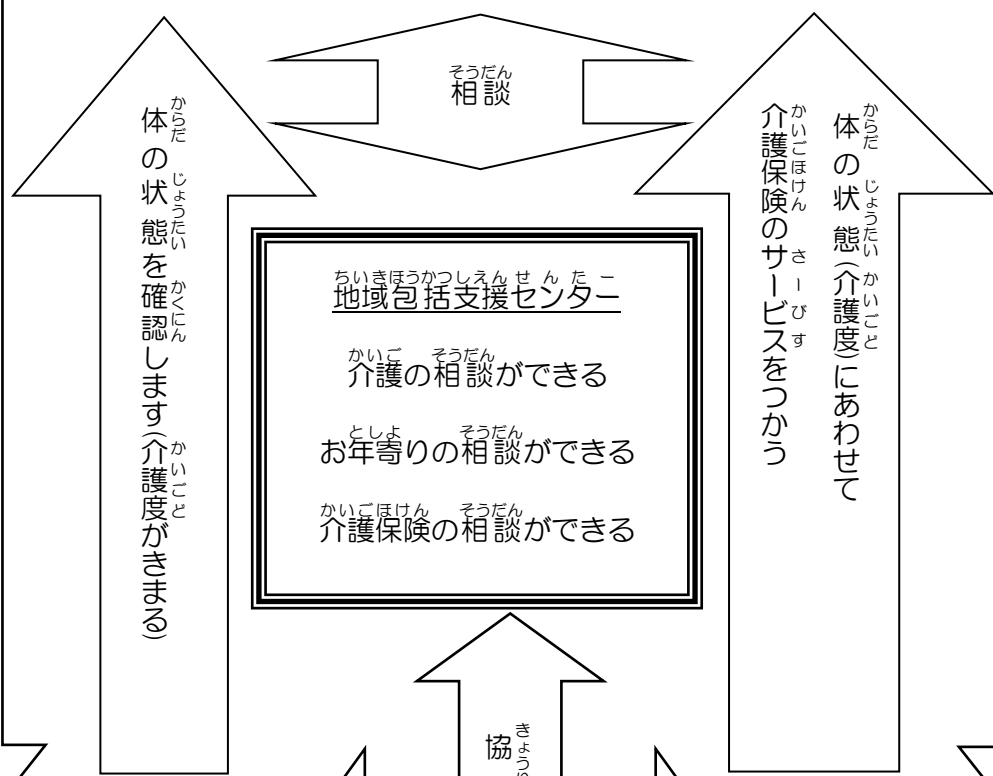 相談
体の状態(介護度)にあわせて
介護保険のサービスをつかう
地域包括支援センター
介護の相談ができる
お年寄りの相談ができる
介護保険の相談ができる
体の状態を確認します(介護度がきまる)
協